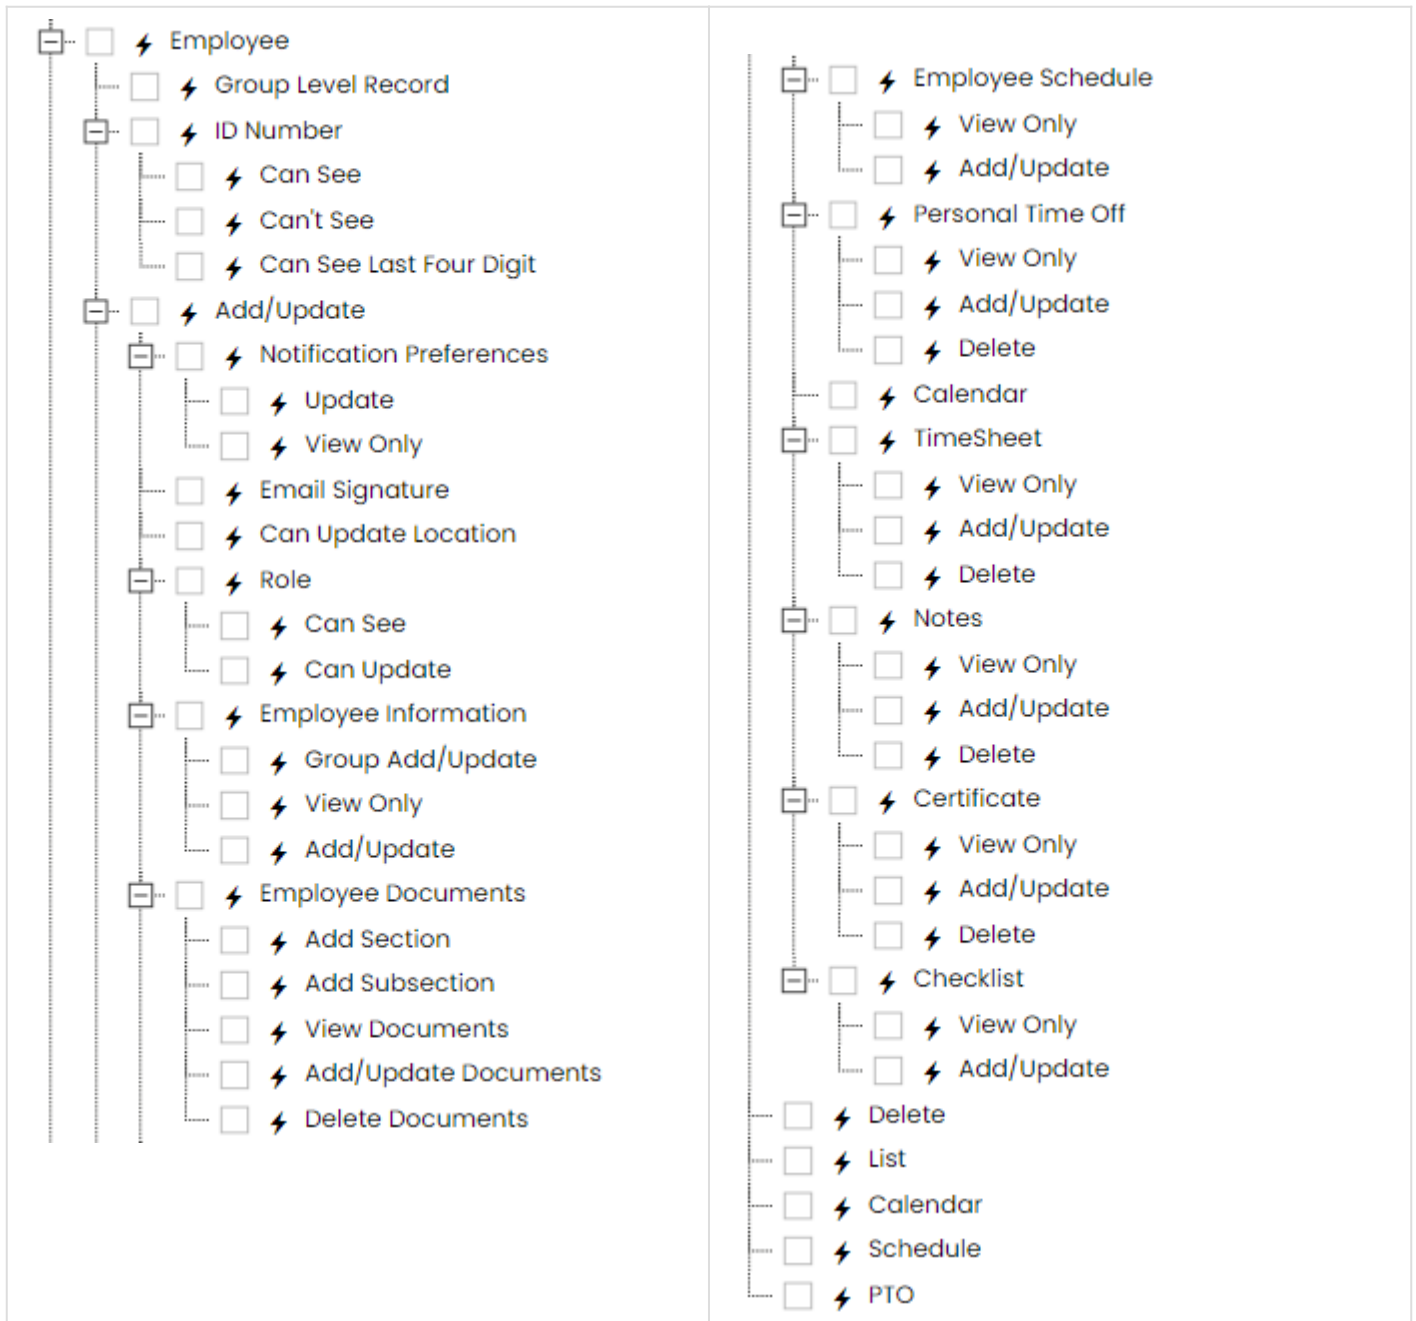 Employee
Group Level Record
ID Number
Can See
Can't See
Can See Last Four Digit
Add/Update
Notification Preferences
Update
View Only
Email Signature
Can Update Location
Role
Can See
Can Update
Employee Information
Group Add/Update
View Only
Add/Update
Employee Documents
Add Section
Add Subsection
View Documents
Add/Update Documents
Delete Documents
Employee Schedule
View Only
Add/Update
Personal Time Off
View Only
Add/Update
Delete
Calendar
TimeSheet
View Only
Add/Update
Delete
Notes
View Only
Add/Update
Delete
Certificate
View Only
Add/Update
Delete
Checklist
View Only
Add/Update
Delete
List
Calendar
Schedule
PTO